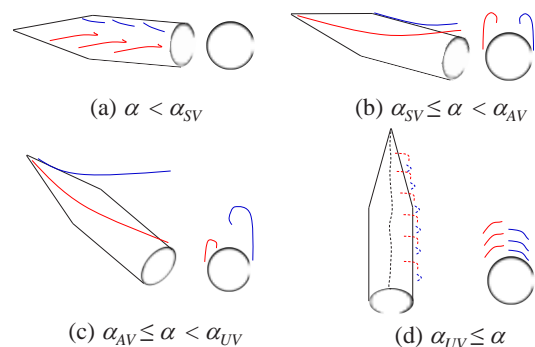 (a) α < α_SV
(b) α_SV ≤ α < α_AV
(c) α_AV ≤ α < α_UV
(d) α_UV ≤ α